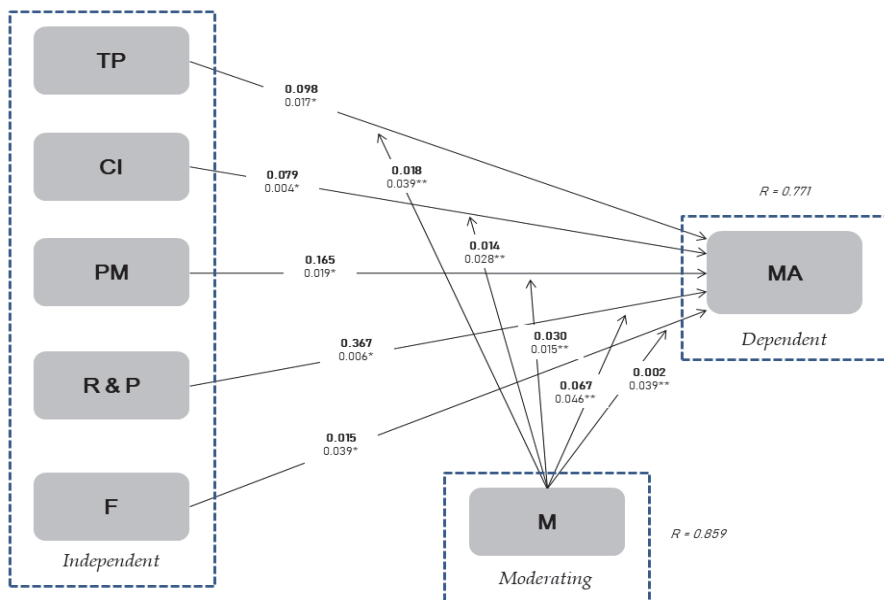 TP
0.098
0.017*
CI
0.079
0.004*
0.018
0.039**
R = 0.771
PM
0.165
0.019*
0.014
0.028**
MA
Dependent
R & P
0.367
0.006*
0.030
0.015**
0.067
0.046**
0.002
0.039**
F
0.015
0.039*
Independent
M
Moderating
R = 0.859